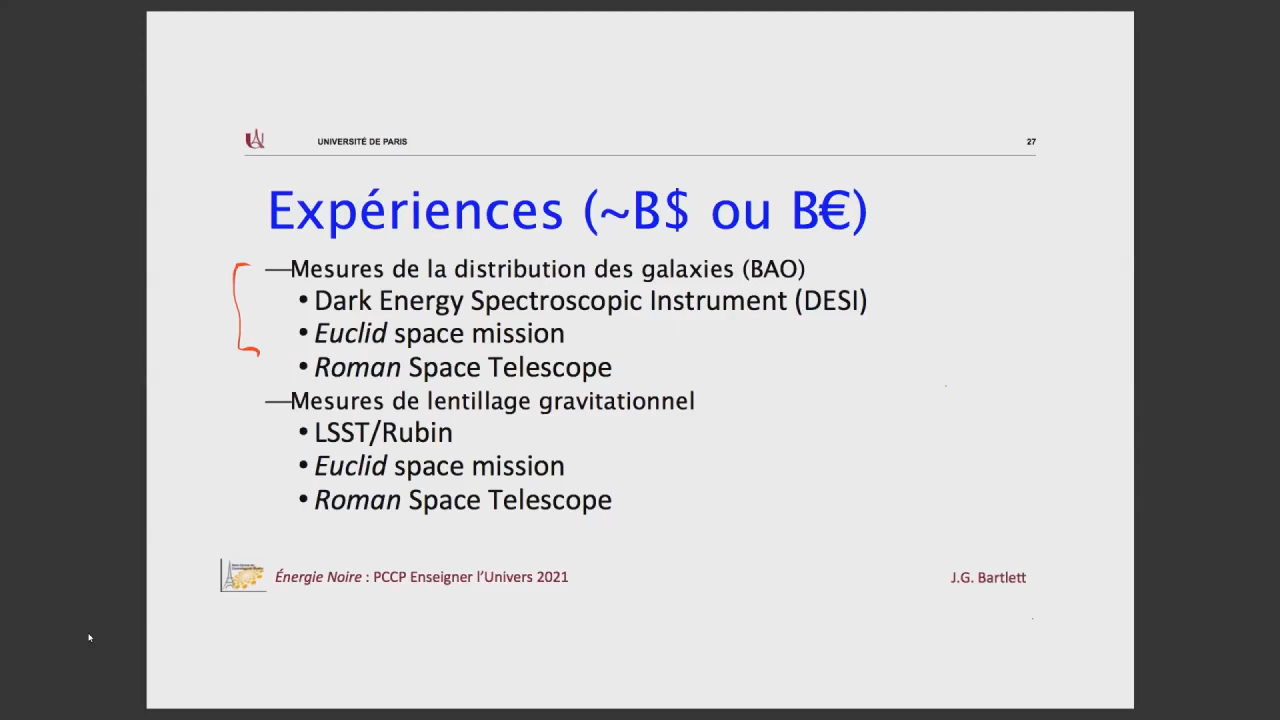 UNIVERSITÉ DE PARIS
27
Expériences (~B$ ou B€)
—Mesures de la distribution des galaxies (BAO)
• Dark Energy Spectroscopic Instrument (DESI)
• Euclid space mission
• Roman Space Telescope
—Mesures de lentillage gravitationnel
• LSST/Rubin
• Euclid space mission
• Roman Space Telescope
Énergie Noire : PCCP Enseigner l’Univers 2021
J.G. Bartlett